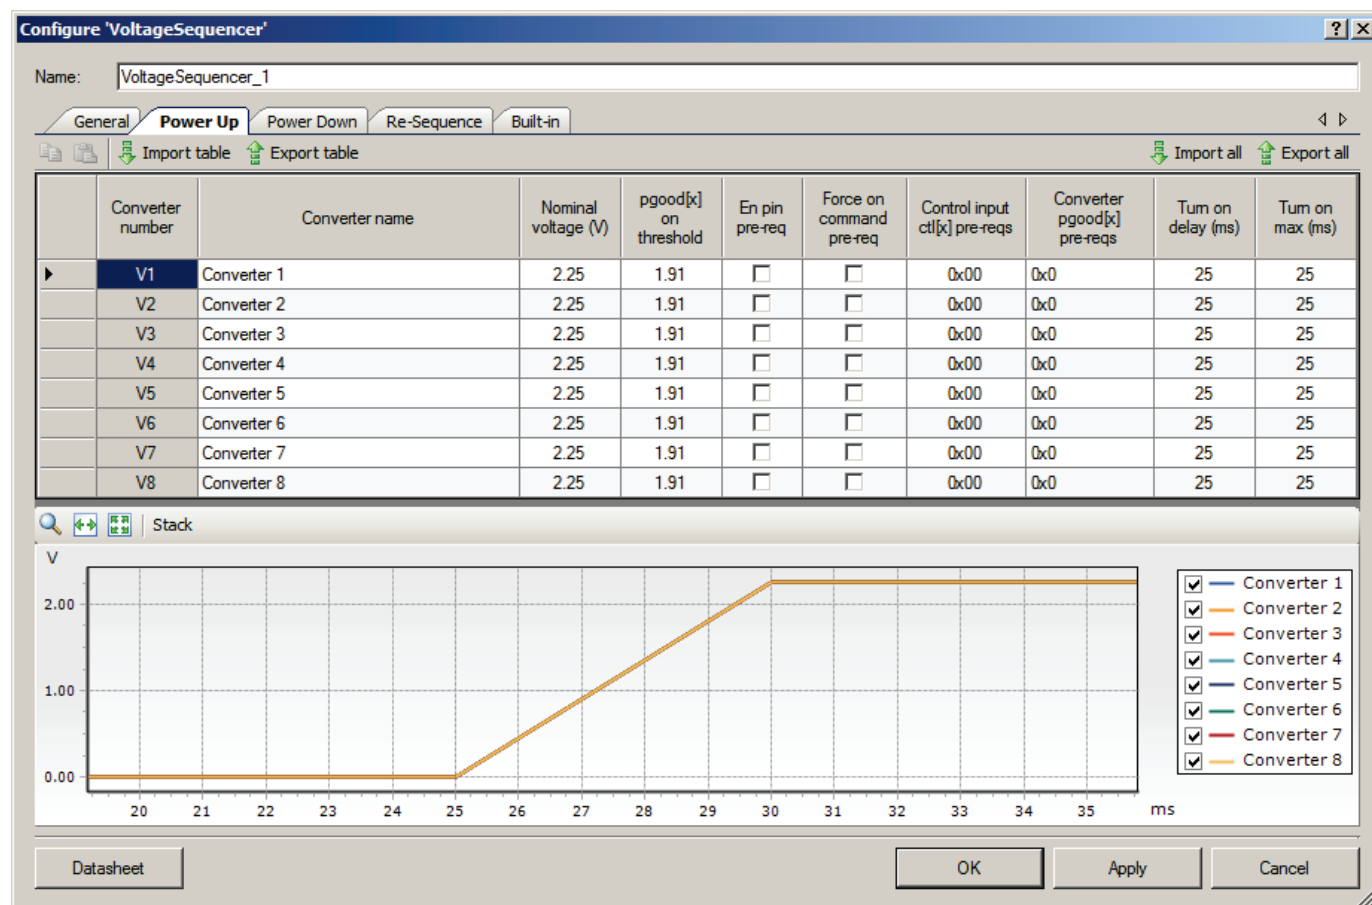 Configure 'VoltageSequencer'
Name: VoltageSequencer_1
General Power Up Power Down Re-Sequence Built-in
Import table Export table Import all Export all
Converter number Converter name Nominal voltage (V) pgood[x] on threshold En pin pre-req Force on command pre-req Control input ctl[x] pre-reqs Converter pgood[x] pre-reqs Turn on delay (ms) Turn on max (ms)
V1 Converter 1 2.25 1.91 0x00 0x0 25 25
V2 Converter 2 2.25 1.91 0x00 0x0 25 25
V3 Converter 3 2.25 1.91 0x00 0x0 25 25
V4 Converter 4 2.25 1.91 0x00 0x0 25 25
V5 Converter 5 2.25 1.91 0x00 0x0 25 25
V6 Converter 6 2.25 1.91 0x00 0x0 25 25
V7 Converter 7 2.25 1.91 0x00 0x0 25 25
V8 Converter 8 2.25 1.91 0x00 0x0 25 25
Stack
V
2.00
1.00
0.00
20 21 22 23 24 25 26 27 28 29 30 31 32 33 34 35 ms
Converter 1
Converter 2
Converter 3
Converter 4
Converter 5
Converter 6
Converter 7
Converter 8
Datasheet OK Apply Cancel